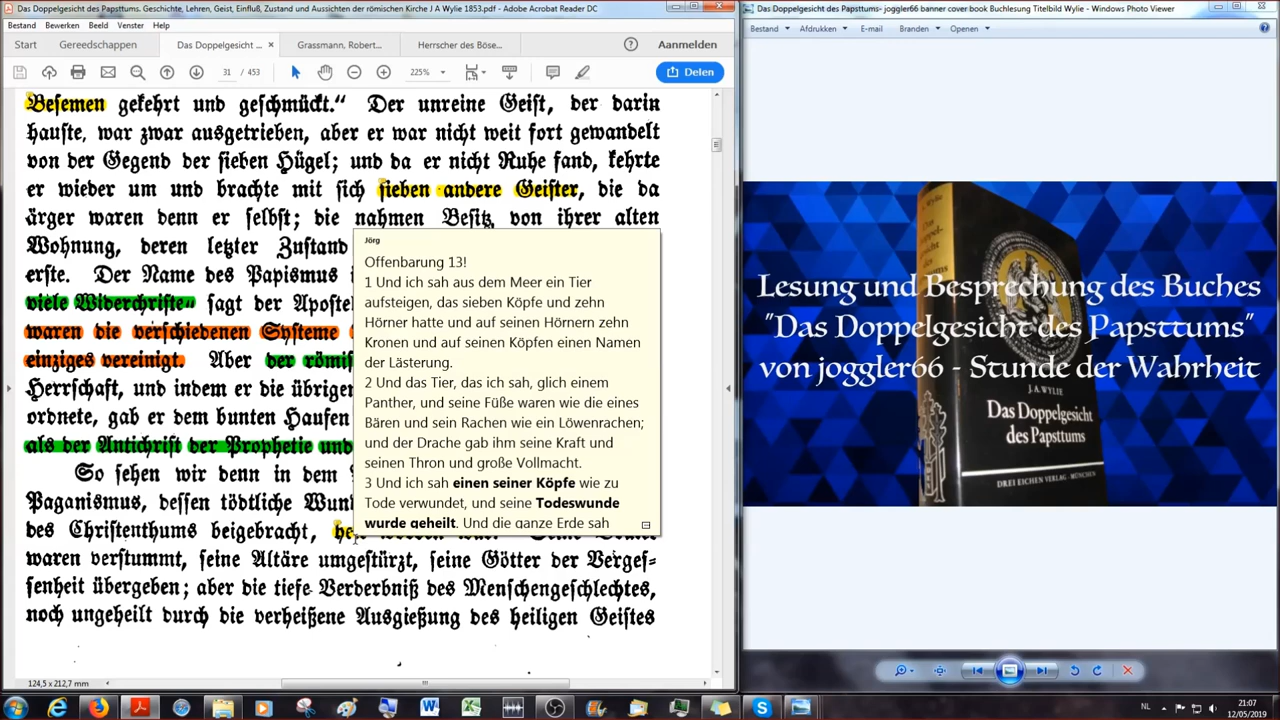 Das Doppelgesicht des Papsttums. Geschichte, Lehren, Geist, Einfluß, Zustand und Aussichten der römischen Kirche J A Wylie 1853.pdf - Adobe Acrobat Reader DC
Bestand Bewerken Beeld Venster Help
Start Gereedschappen Das Doppelgesicht ... × Grassmann, Robert... Herrscher des Böse... Anmelden
31 / 453 225% Delen
Besemen gekehrt und geschmückt.“ Der unreine Geist, der darin
hauste, war zwar ausgetrieben, aber er war nicht weit fort gewandelt
von der Gegend der sieben Hügel; und da er nicht Ruhe fand, kehrte
er wieder um und brachte mit sich sieben andere Geister, die da
ärger waren denn er selbst; die nahmen Besitz von ihrer alten
Wohnung, deren letzter Zustand
erste. Der Name des Papismus
viele Widerchriste“ sagt der Apostel
waren die verschiedenen Systeme
einziges vereinigt. Aber der
Herrschaft, und indem er die übrigen
ordnete, gab er dem bunten Haufen
als der Antichrist der Prophetie und
So sehen wir denn in dem
Paganismus, dessen tödtliche
des Christenthums beigebracht,
waren verstummt, seine Altäre umgestürzt, seine Götter der Verges-
senheit übergeben; aber die tiefe Verderbniß des Menschengeschlechtes,
noch ungeheilt durch die verheißene Ausgießung des heiligen Geistes
Jörg
Offenbarung 13!
1 Und ich sah aus dem Meer ein Tier
aufsteigen, das sieben Köpfe und zehn
Hörner hatte und auf seinen Hörnern zehn
Kronen und auf seinen Köpfen einen Namen
der Lästerung.
2 Und das Tier, das ich sah, glich einem
Panther, und seine Füße waren wie die eines
Bären und sein Rachen wie ein Löwenrachen;
und der Drache gab ihm seine Kraft und
seinen Thron und große Vollmacht.
3 Und ich sah einen seiner Köpfe wie zu
Tode verwundet, und seine Todeswunde
wurde geheilt. Und die ganze Erde sah
124,5 x 212,7 mm
Das Doppelgesicht des Papsttums- joggler66 banner cover book Buchlesung Titelbild Wylie - Windows Photo Viewer
Bestand Afdrukken E-mail Branden Openen
Lesung und Besprechung des Buches
"Das Doppelgesicht des Papsttums"
von joggler66 - Stunde der Wahrheit
J.A.WYLIE
Das Doppelgesicht
des Papsttums
DREI EICHEN VERLAG MÜNCHEN
NL
21:07
12/05/2019